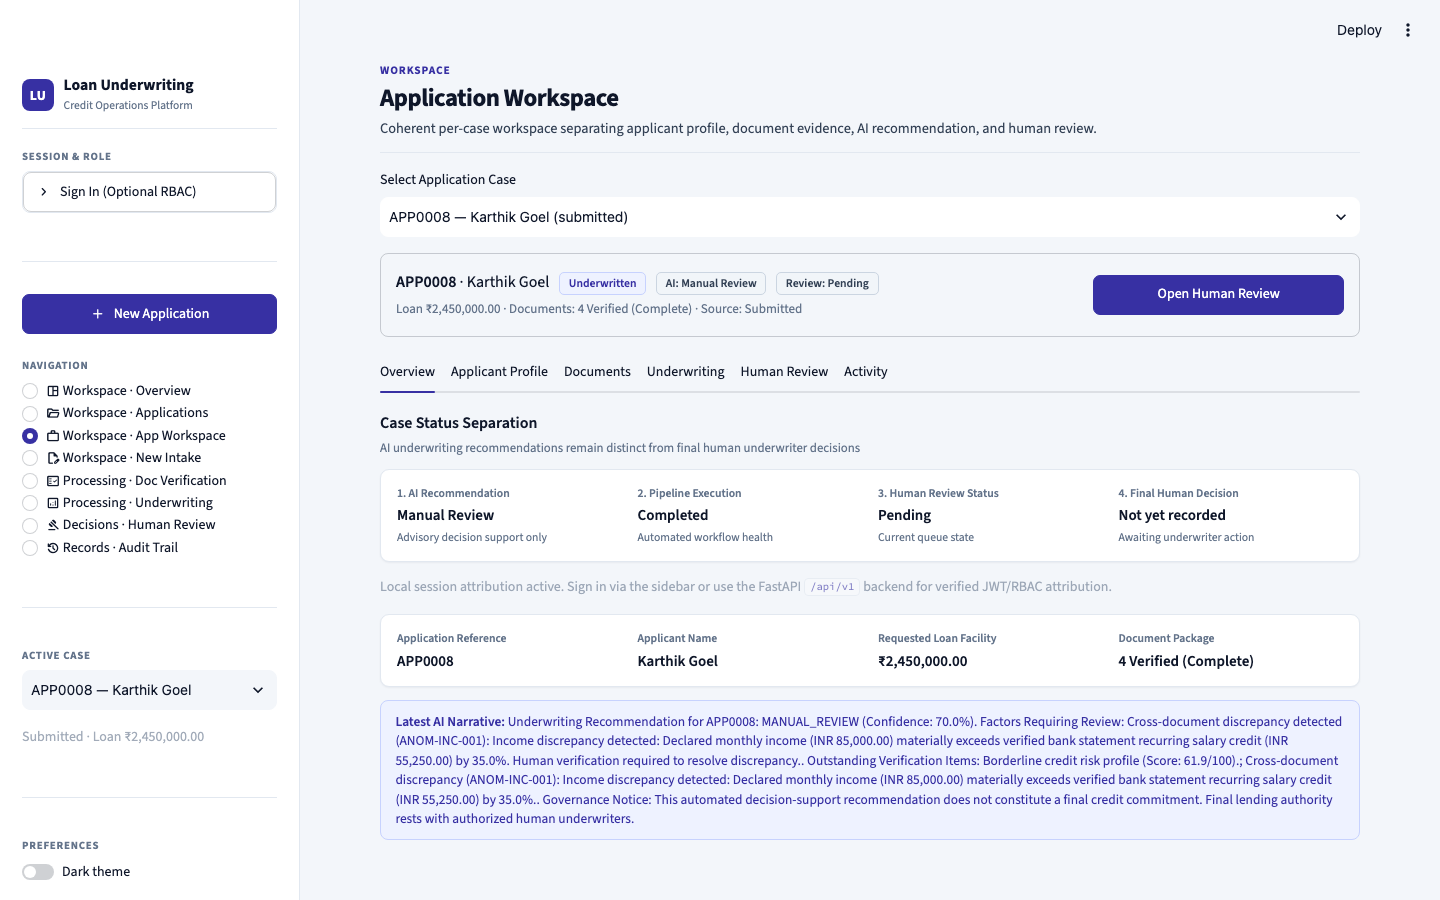 Deploy
LU
Loan Underwriting
Credit Operations Platform
SESSION & ROLE
Sign In (Optional RBAC)
New Application
NAVIGATION
Workspace · Overview
Workspace · Applications
Workspace · App Workspace
Workspace · New Intake
Processing · Doc Verification
Processing · Underwriting
Decisions · Human Review
Records · Audit Trail
ACTIVE CASE
APP0008 — Karthik Goel
Submitted · Loan ₹2,450,000.00
PREFERENCES
Dark theme
WORKSPACE
Application Workspace
Coherent per-case workspace separating applicant profile, document evidence, AI recommendation, and human review.
Select Application Case
APP0008 — Karthik Goel (submitted)
APP0008 · Karthik Goel Underwritten AI: Manual Review Review: Pending
Loan ₹2,450,000.00 · Documents: 4 Verified (Complete) · Source: Submitted
Open Human Review
Overview Applicant Profile Documents Underwriting Human Review Activity
Case Status Separation
AI underwriting recommendations remain distinct from final human underwriter decisions
1. AI Recommendation 2. Pipeline Execution 3. Human Review Status 4. Final Human Decision
Manual Review Completed Pending Not yet recorded
Advisory decision support only Automated workflow health Current queue state Awaiting underwriter action
Local session attribution active. Sign in via the sidebar or use the FastAPI /api/v1 backend for verified JWT/RBAC attribution.
Application Reference Applicant Name Requested Loan Facility Document Package
APP0008 Karthik Goel ₹2,450,000.00 4 Verified (Complete)
Latest AI Narrative: Underwriting Recommendation for APP0008: MANUAL_REVIEW (Confidence: 70.0%). Factors Requiring Review: Cross-document discrepancy detected
(ANOM-INC-001): Income discrepancy detected: Declared monthly income (INR 85,000.00) materially exceeds verified bank statement recurring salary credit (INR
55,250.00) by 35.0%. Human verification required to resolve discrepancy.. Outstanding Verification Items: Borderline credit risk profile (Score: 61.9/100).; Cross-document
discrepancy (ANOM-INC-001): Income discrepancy detected: Declared monthly income (INR 85,000.00) materially exceeds verified bank statement recurring salary credit
(INR 55,250.00) by 35.0%.. Governance Notice: This automated decision-support recommendation does not constitute a final credit commitment. Final lending authority
rests with authorized human underwriters.